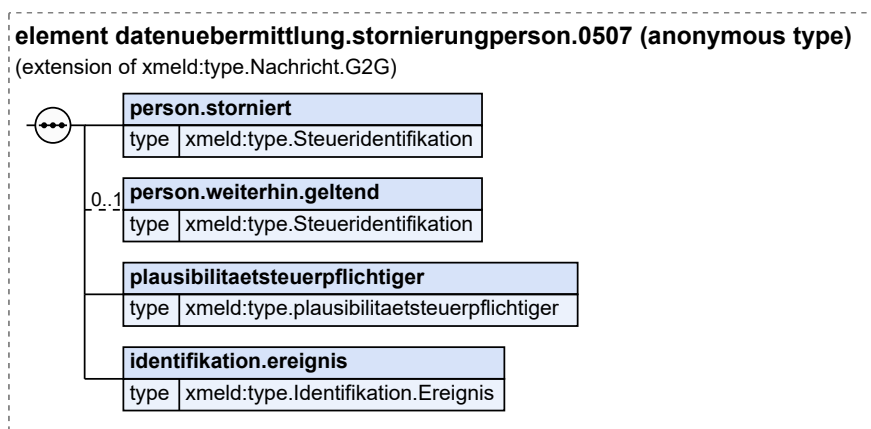 element datenuebermittlung.stornierungperson.0507 (anonymous type)
(extension of xmeld:type.Nachricht.G2G)
person.storniert
type xmeld:type.Steueridentifikation
0..1 person.weiterhin.geltend
type xmeld:type.Steueridentifikation
plausibilitaetsteuerpflichtiger
type xmeld:type.plausibilitaetsteuerpflichtiger
identifikation.ereignis
type xmeld:type.Identifikation.Ereignis